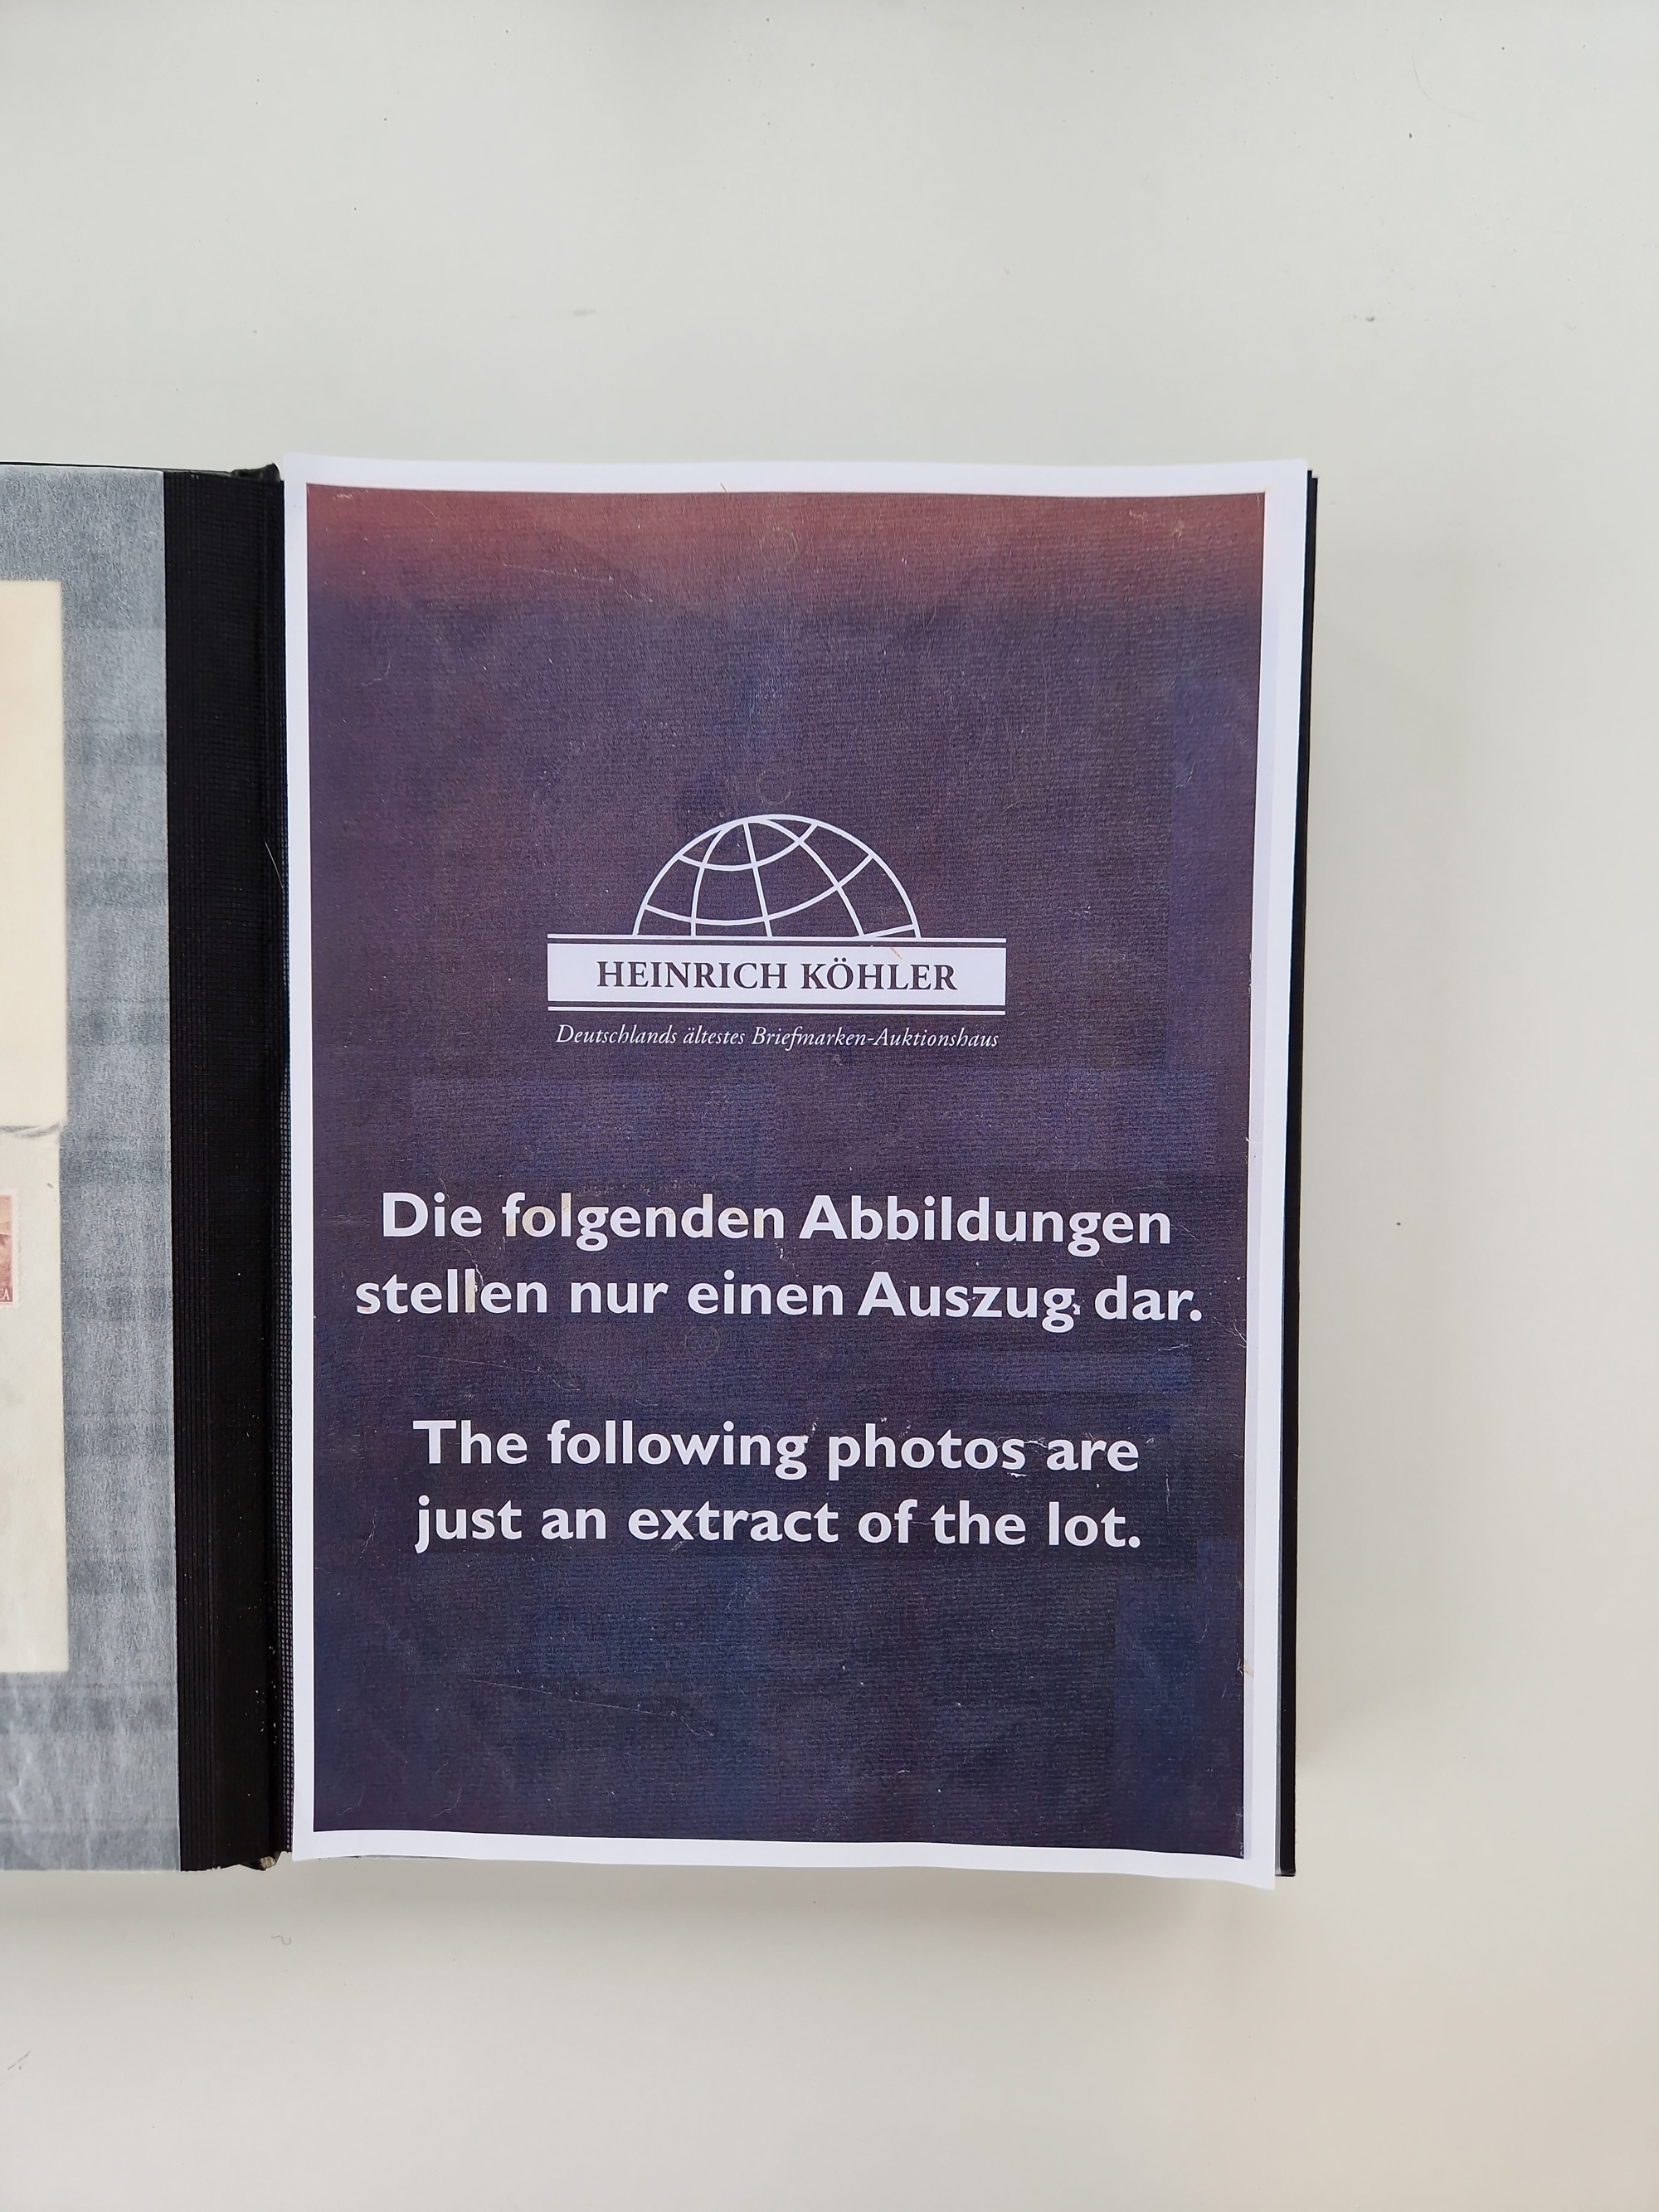 HEINRICH KÖHLER
Deutschlands ältestes Briefmarken-Auktionshaus
Die folgenden Abbildungen
stellen nur einen Auszug dar.
The following photos are
just an extract of the lot.